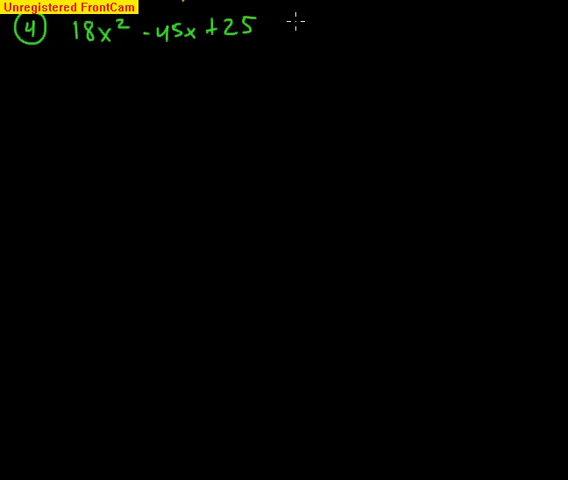 Unregistered FrontCam
4 18x² - 45x + 25